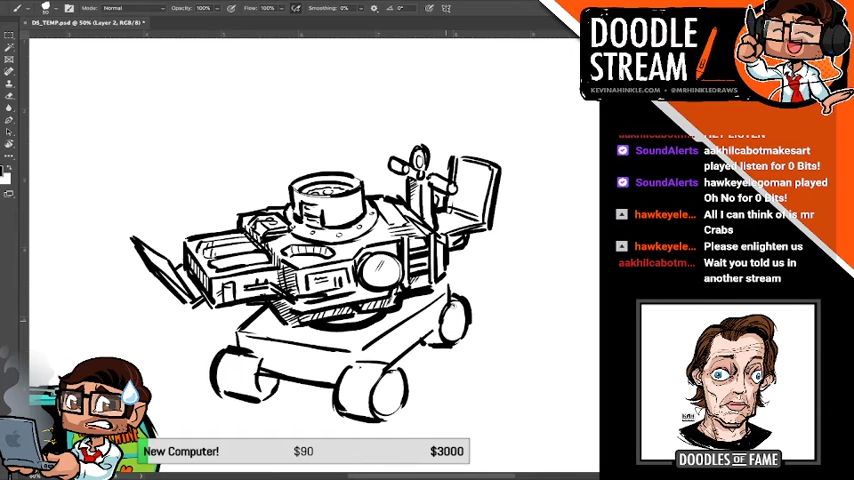 Mode: Normal Opacity: 100% Flow: 100% Smoothing: 0% 0°
DS_TEMP.psd @ 50% (Layer 2, RGB/8) *
DOODLE
STREAM
KEVINAHINKLE.COM • @MRHINKLEDRAWS
HEY LISTEN
SoundAlerts aakhilcabotmakesart
played listen for 0 Bits!
SoundAlerts hawkeyelegoman played
Oh No for 0 Bits!
hawkeyele... All I can think of is mr
Crabs
hawkeyele... Please enlighten us
aakhilcabotm... Wait you told us in
another stream
DOODLES OF FAME
New Computer! $90 $3000